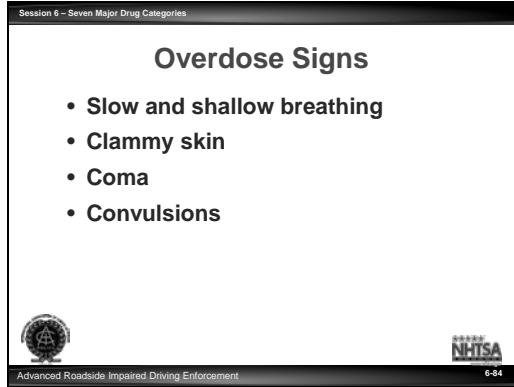 Session 6 – Seven Major Drug Categories
Overdose Signs
• Slow and shallow breathing
• Clammy skin
• Coma
• Convulsions
NHTSA
Advanced Roadside Impaired Driving Enforcement
6-84